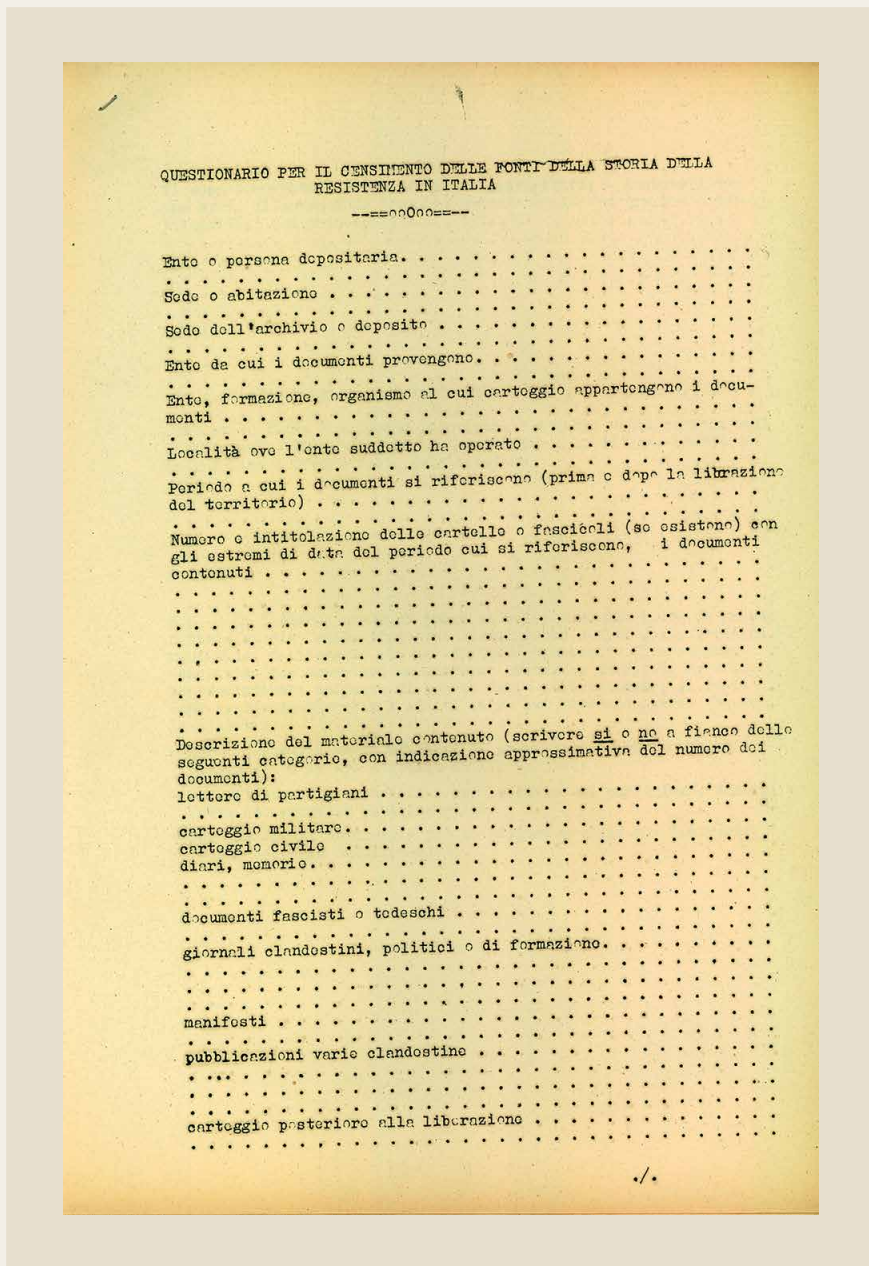 QUESTIONARIO PER IL CENSIMENTO DELLE FONTI DELLA STORIA DELLA
RESISTENZA IN ITALIA
--==ooOoo==--
Ente o persona depositaria. . . . . . . . . . . . . . . . . . . .
. . . . . . . . . . . . . . . . . . . . . . . . . . . . . . . .
Sede o abitazione . . . . . . . . . . . . . . . . . . . . . . . .
. . . . . . . . . . . . . . . . . . . . . . . . . . . . . . . .
Sede dell'archivio o deposito . . . . . . . . . . . . . . . . . .
. . . . . . . . . . . . . . . . . . . . . . . . . . . . . . . .
Ente da cui i documenti provengono. . . . . . . . . . . . . . . .
. . . . . . . . . . . . . . . . . . . . . . . . . . . . . . . .
Ente, formazione, organismo al cui carteggio appartengono i docu-
menti . . . . . . . . . . . . . . . . . . . . . . . . . . . . . .
. . . . . . . . . . . . . . . . . . . . . . . . . . . . . . . .
Località ove l'ente suddetto ha operato . . . . . . . . . . . . .
. . . . . . . . . . . . . . . . . . . . . . . . . . . . . . . .
Periodo a cui i documenti si riferiscono (prima e dopo la librazione
del territorio) . . . . . . . . . . . . . . . . . . . . . . . . .
. . . . . . . . . . . . . . . . . . . . . . . . . . . . . . . .
Numero e intitolazione delle cartelle o fascicoli (se esistono) con
gli estremi di data del periodo cui si riferiscono, i documenti
contenuti . . . . . . . . . . . . . . . . . . . . . . . . . . . .
. . . . . . . . . . . . . . . . . . . . . . . . . . . . . . . .
. . . . . . . . . . . . . . . . . . . . . . . . . . . . . . . .
. . . . . . . . . . . . . . . . . . . . . . . . . . . . . . . .
. . . . . . . . . . . . . . . . . . . . . . . . . . . . . . . .
. . . . . . . . . . . . . . . . . . . . . . . . . . . . . . . .
. . . . . . . . . . . . . . . . . . . . . . . . . . . . . . . .
. . . . . . . . . . . . . . . . . . . . . . . . . . . . . . . .
. . . . . . . . . . . . . . . . . . . . . . . . . . . . . . . .
. . . . . . . . . . . . . . . . . . . . . . . . . . . . . . . .
Descrizione del materiale contenuto (scrivere si o no a fianco delle
seguenti categorie, con indicazione approssimativa del numero dei
documenti):
lettere di partigiani . . . . . . . . . . . . . . . . . . . . . .
. . . . . . . . . . . . . . . . . . . . . . . . . . . . . . . .
carteggio militare. . . . . . . . . . . . . . . . . . . . . . . .
carteggio civile . . . . . . . . . . . . . . . . . . . . . . . .
diari, memorie. . . . . . . . . . . . . . . . . . . . . . . . . .
. . . . . . . . . . . . . . . . . . . . . . . . . . . . . . . .
. . . . . . . . . . . . . . . . . . . . . . . . . . . . . . . .
documenti fascisti o tedeschi . . . . . . . . . . . . . . . . . .
. . . . . . . . . . . . . . . . . . . . . . . . . . . . . . . .
giornali clandestini, politici o di formazione. . . . . . . . . .
. . . . . . . . . . . . . . . . . . . . . . . . . . . . . . . .
. . . . . . . . . . . . . . . . . . . . . . . . . . . . . . . .
. . . . . . . . . . . . . . . . . . . . . . . . . . . . . . . .
manifesti . . . . . . . . . . . . . . . . . . . . . . . . . . . .
. . . . . . . . . . . . . . . . . . . . . . . . . . . . . . . .
pubblicazioni varie clandestine . . . . . . . . . . . . . . . . .
. . . . . . . . . . . . . . . . . . . . . . . . . . . . . . . .
. . . . . . . . . . . . . . . . . . . . . . . . . . . . . . . .
. . . . . . . . . . . . . . . . . . . . . . . . . . . . . . . .
carteggio posteriore alla liberazione . . . . . . . . . . . . . .
. . . . . . . . . . . . . . . . . . . . . . . . . . . . . . . .
./.